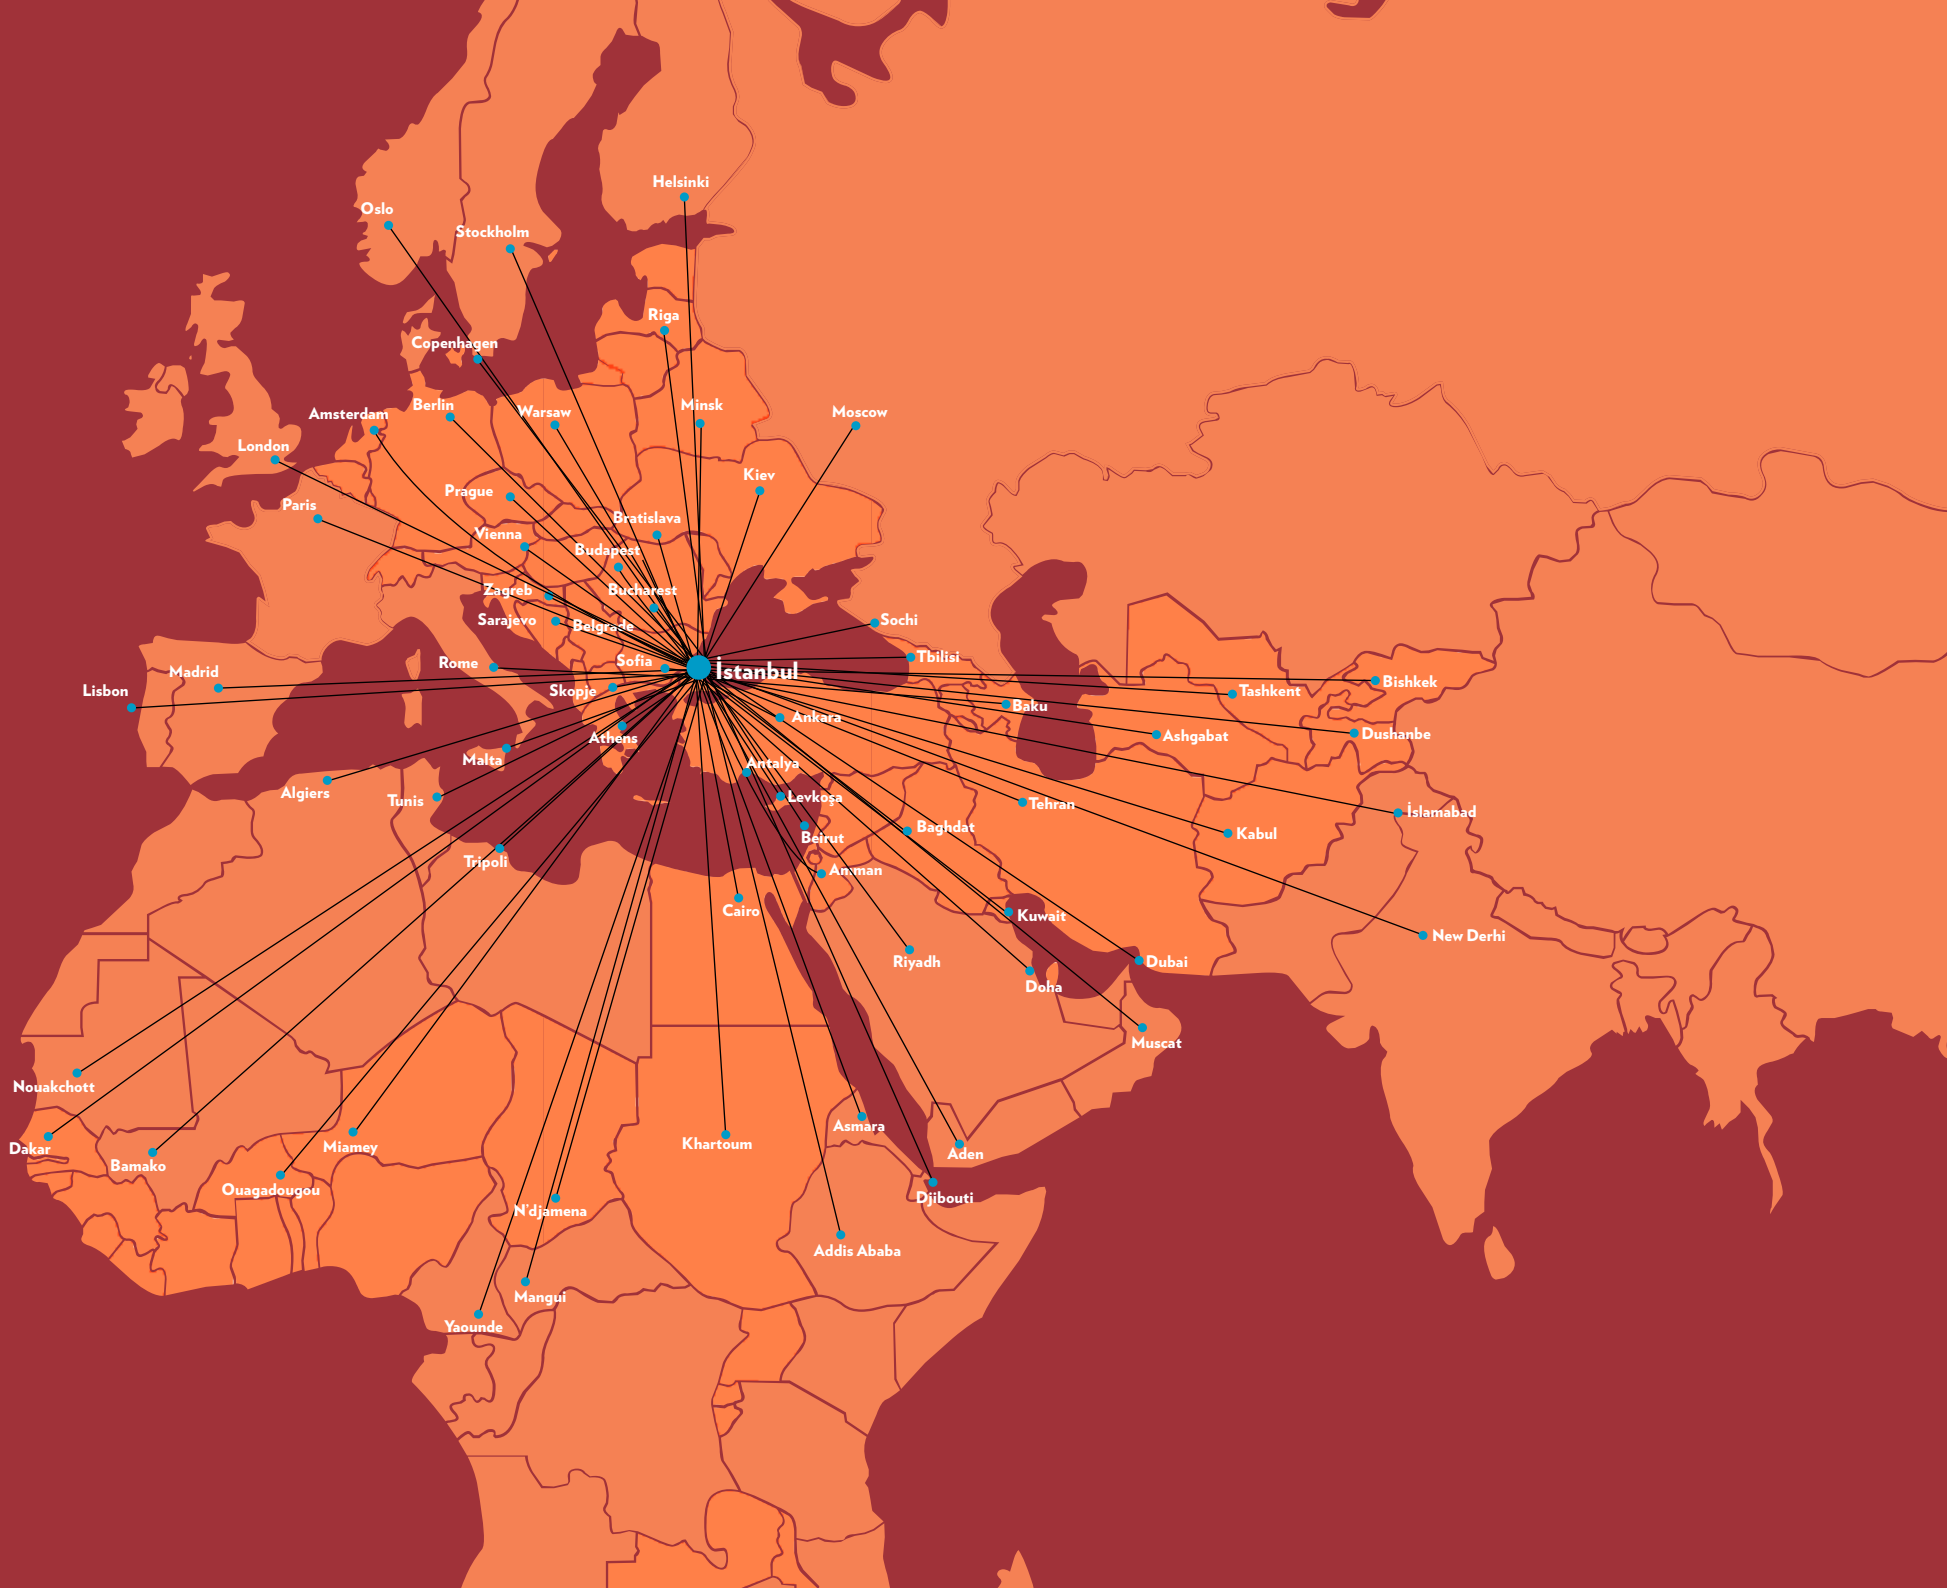 Helsinki
Oslo
Stockholm
Riga
Copenhagen
Berlin
Warsaw
Minsk
Amsterdam
Moscow
London
Kiev
Prague
Paris
Bratislava
Vienna
Budapest
Zagreb
Bucharest
Sarajevo
Belgrade
Sochi
Rome
Sofia
Tbilisi
Madrid
İstanbul
Bishkek
Lisbon
Skopje
Tashkent
Baku
Ankara
Athens
Ashgabat
Dushanbe
Malta
Antalya
Algiers
Tunis
Levkoşa
Tehran
İslamabad
Baghdat
Kabul
Beirut
Tripoli
Amman
Cairo
Kuwait
New Derhi
Riyadh
Dubai
Doha
Muscat
Nouakchott
Asmara
Dakar
Miamey
Khartoum
Aden
Bamako
Ouagadougou
Djibouti
N'djamena
Addis Ababa
Mangui
Yaounde